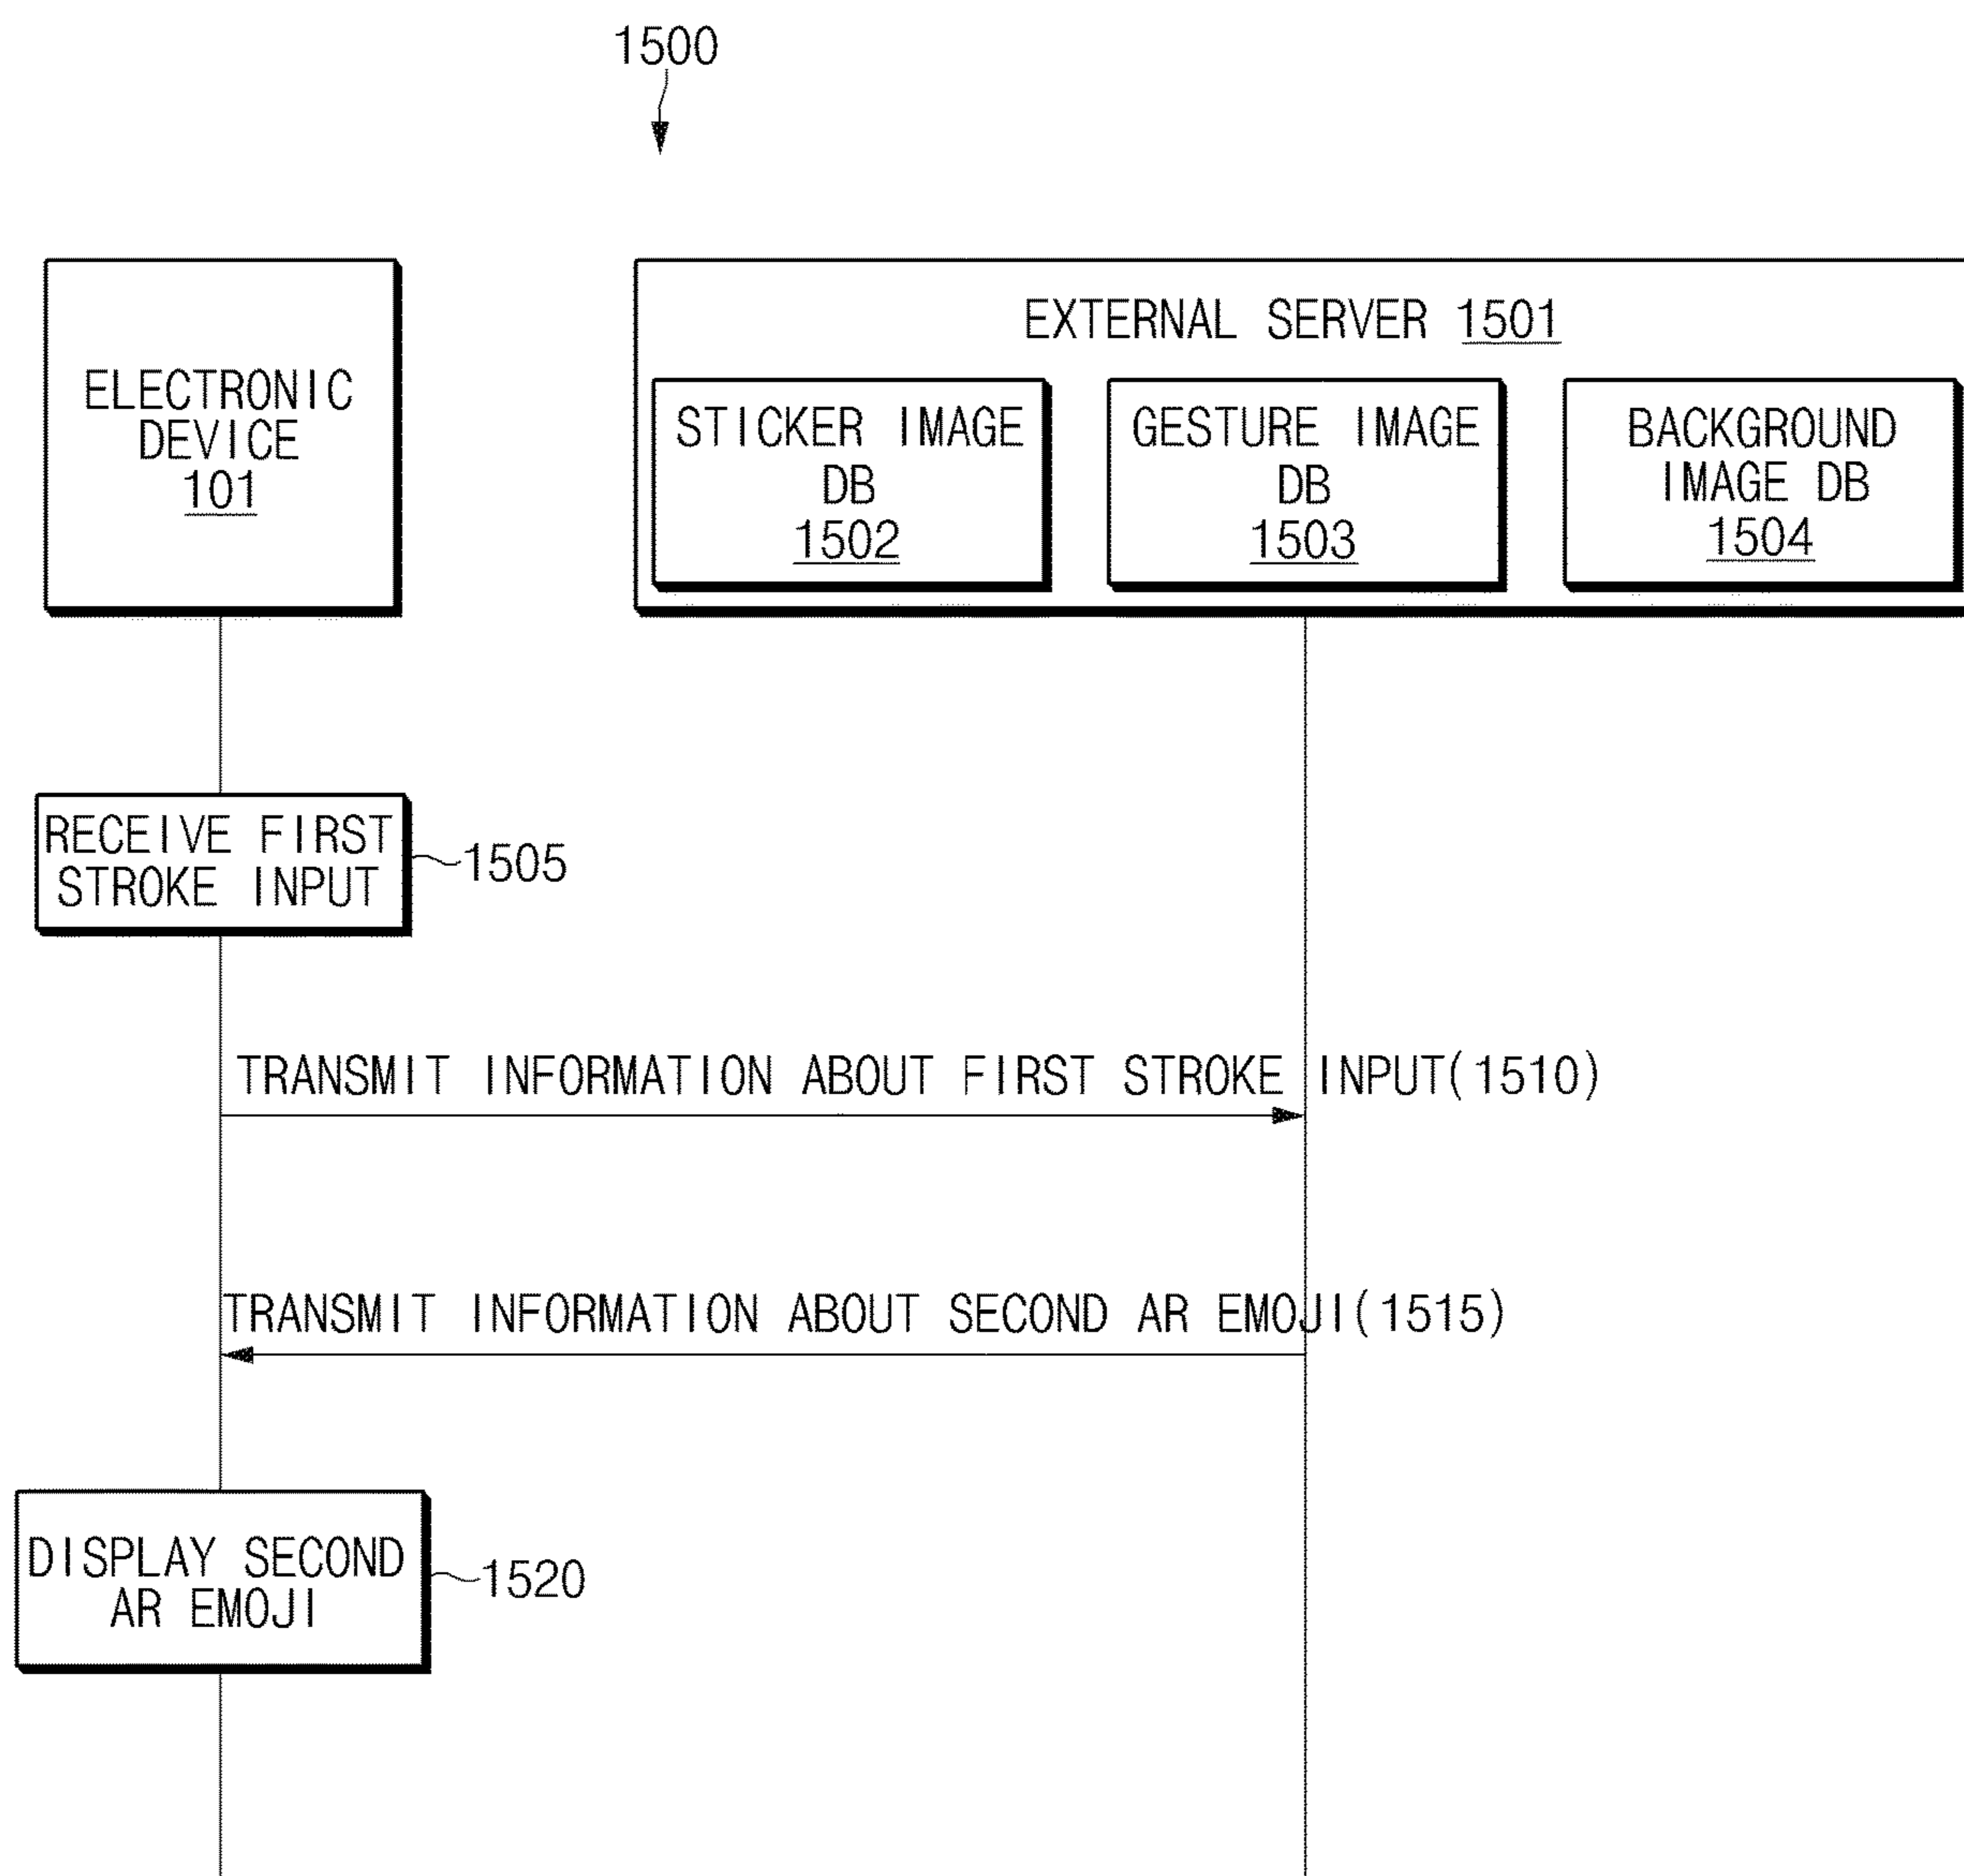 1500
ELECTRONIC
DEVICE
101
EXTERNAL SERVER 1501
STICKER IMAGE
DB
1502
GESTURE IMAGE
DB
1503
BACKGROUND
IMAGE DB
1504
RECEIVE FIRST
STROKE INPUT
1505
TRANSMIT INFORMATION ABOUT FIRST STROKE INPUT(1510)
TRANSMIT INFORMATION ABOUT SECOND AR EMOJI(1515)
DISPLAY SECOND
AR EMOJI
1520